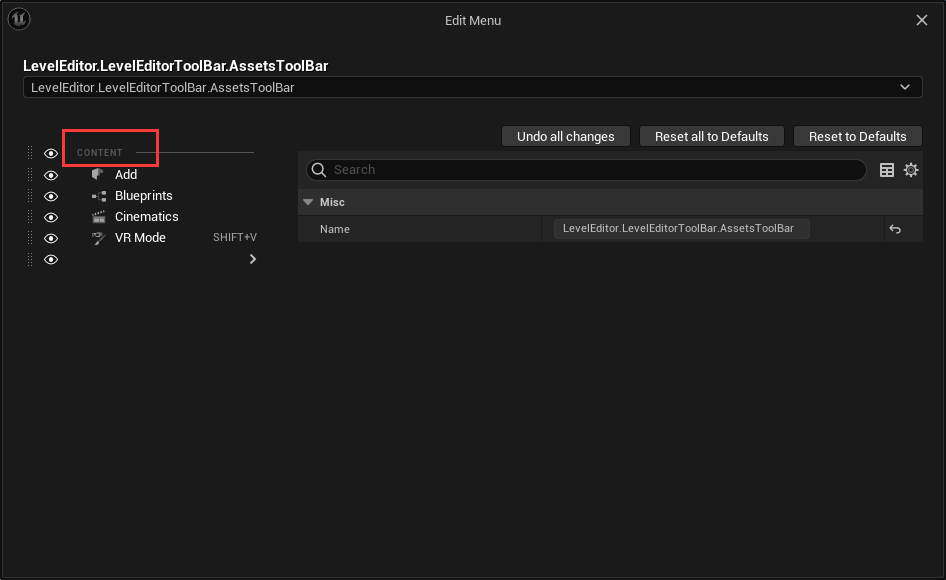 Edit Menu
LevelEditor.LevelEditorToolBar.AssetsToolBar
LevelEditor.LevelEditorToolBar.AssetsToolBar
Undo all changes
Reset all to Defaults
Reset to Defaults
CONTENT
Add
Blueprints
Cinematics
VR Mode SHIFT+V
Search
Misc
Name LevelEditor.LevelEditorToolBar.AssetsToolBar